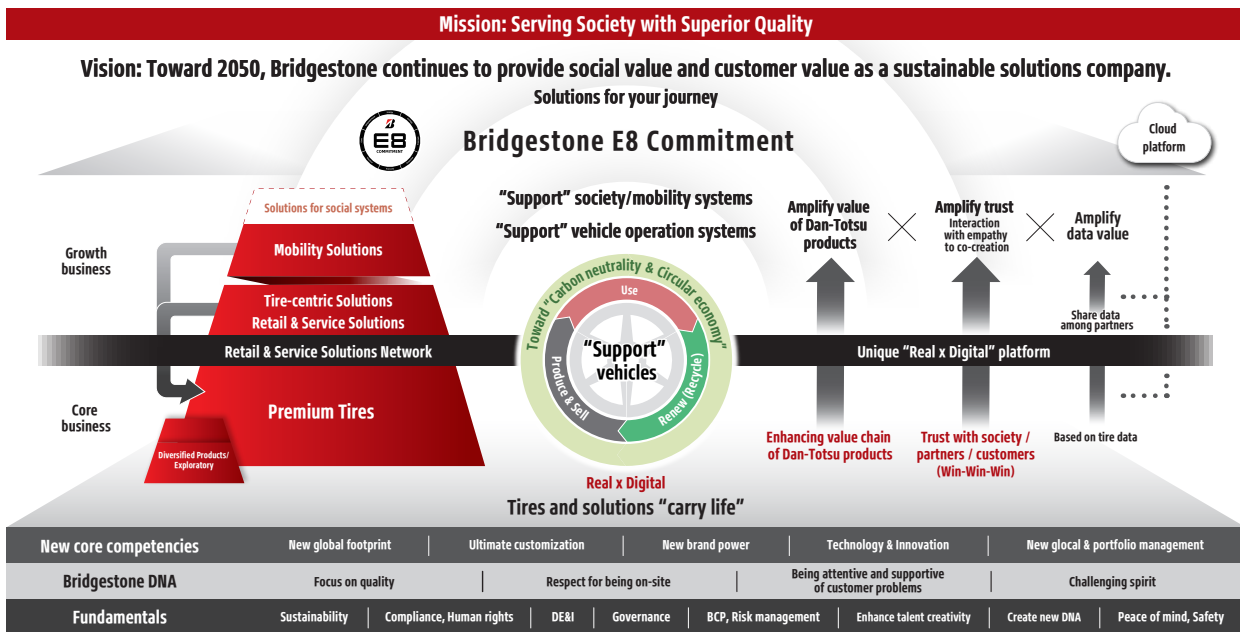 Mission: Serving Society with Superior Quality
Vision: Toward 2050, Bridgestone continues to provide social value and customer value as a sustainable solutions company.
Solutions for your journey
E8
COMMITMENT
Bridgestone E8 Commitment
Cloud
platform
Growth
business
Core
business
Solutions for social systems
Mobility Solutions
Tire-centric Solutions
Retail & Service Solutions
Retail & Service Solutions Network
Premium Tires
Diversified Products/
Exploratory
“Support” society/mobility systems
“Support” vehicle operation systems
Toward “Carbon neutrality & Circular economy”
Use
Produce & Sell
Renew (Recycle)
“Support”
vehicles
Real x Digital
Tires and solutions “carry life”
Amplify value
of Dan-Totsu
products
Amplify trust
Interaction
with empathy
to co-creation
Amplify
data value
Share data
among partners
Unique “Real x Digital” platform
Enhancing value chain
of Dan-Totsu products
Trust with society /
partners / customers
(Win-Win-Win)
Based on tire data
New core competencies
New global footprint
Ultimate customization
New brand power
Technology & Innovation
New glocal & portfolio management
Bridgestone DNA
Focus on quality
Respect for being on-site
Being attentive and supportive
of customer problems
Challenging spirit
Fundamentals
Sustainability
Compliance, Human rights
DE&I
Governance
BCP, Risk management
Enhance talent creativity
Create new DNA
Peace of mind, Safety